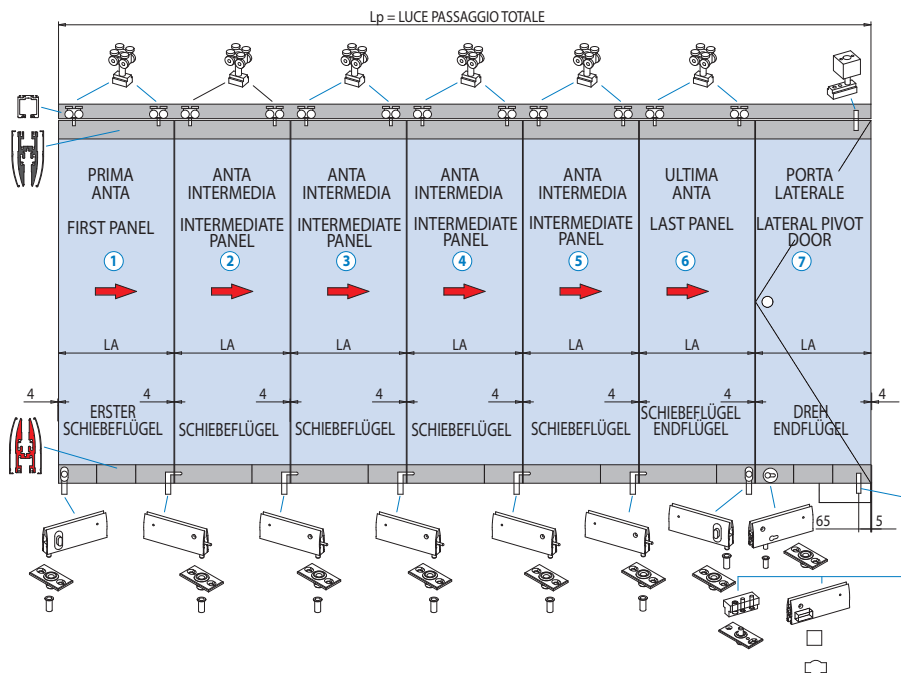 Lp = LUCE PASSAGGIO TOTALE
PRIMA
ANTA
FIRST PANEL
1
ANTA
INTERMEDIA
INTERMEDIATE
PANEL
2
ANTA
INTERMEDIA
INTERMEDIATE
PANEL
3
ANTA
INTERMEDIA
INTERMEDIATE
PANEL
4
ANTA
INTERMEDIA
INTERMEDIATE
PANEL
5
ULTIMA
ANTA
LAST PANEL
6
PORTA
LATERALE
LATERAL PIVOT
DOOR
7
LA
LA
LA
LA
LA
LA
LA
4
4
4
4
4
4
4
4
ERSTER
SCHIEBEFLÜGEL
SCHIEBEFLÜGEL
SCHIEBEFLÜGEL
SCHIEBEFLÜGEL
SCHIEBEFLÜGEL
SCHIEBEFLÜGEL
ENDFLÜGEL
DREH
ENDFLÜGEL
65
5